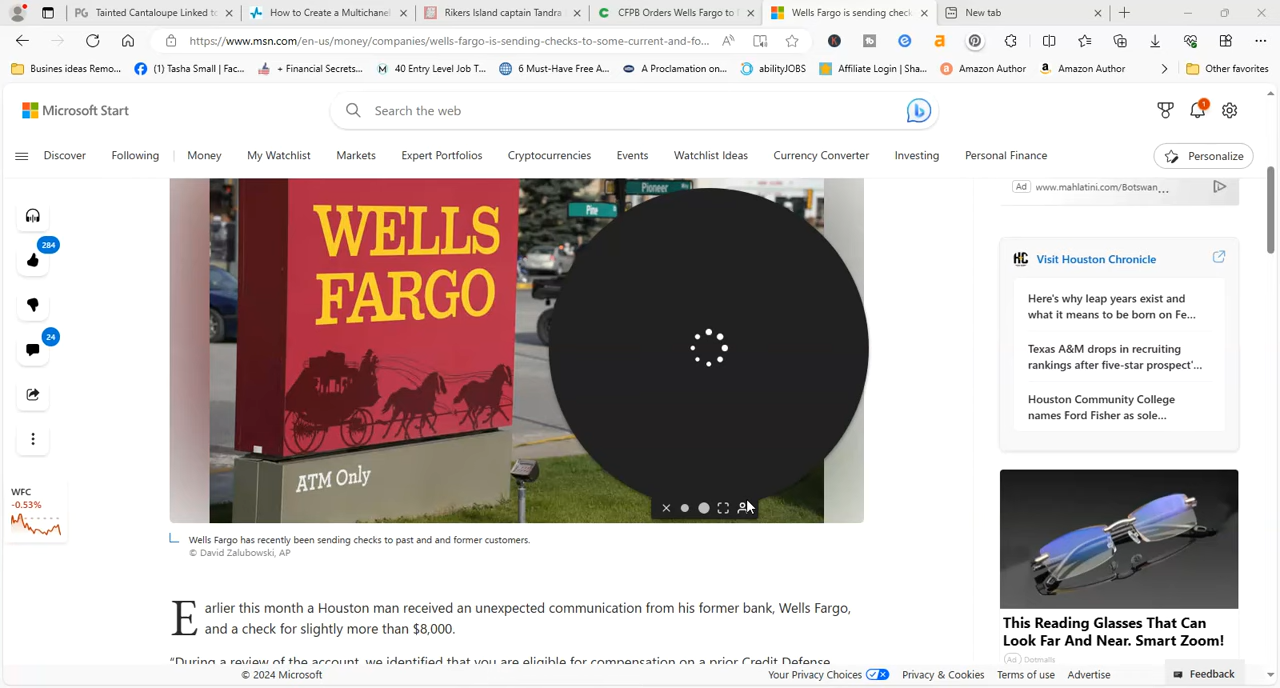 PG Tainted Cantaloupe Linked to
How to Create a Multichanel
Rikers Island captain Tandra
CFPB Orders Wells Fargo to F
Wells Fargo is sending check
New tab
https://www.msn.com/en-us/money/companies/wells-fargo-is-sending-checks-to-some-current-and-fo...
Busines ideas Remo...
(1) Tasha Small | Fac...
+ Financial Secrets...
40 Entry Level Job T...
6 Must-Have Free A...
A Proclamation on...
abilityJOBS
Affiliate Login | Sha...
Amazon Author
Amazon Author
Other favorites
Microsoft Start
Search the web
1
Discover
Following
Money
My Watchlist
Markets
Expert Portfolios
Cryptocurrencies
Events
Watchlist Ideas
Currency Converter
Investing
Personal Finance
Personalize
284
24
WFC
-0.53%
Pioneer
Pine
WELLS
FARGO
ATM Only
Wells Fargo has recently been sending checks to past and and former customers.
© David Zalubowski, AP
Earlier this month a Houston man received an unexpected communication from his former bank, Wells Fargo,
and a check for slightly more than $8,000.
"During a review of the account, we identified that you are eligible for compensation on a prior Credit Defense
Ad www.mahlatini.com/Botswan...
HC Visit Houston Chronicle
Here's why leap years exist and
what it means to be born on Fe...
Texas A&M drops in recruiting
rankings after five-star prospect'...
Houston Community College
names Ford Fisher as sole...
This Reading Glasses That Can
Look Far And Near. Smart Zoom!
Ad Dotmalls
© 2024 Microsoft
Your Privacy Choices
Privacy & Cookies
Terms of use
Advertise
Feedback